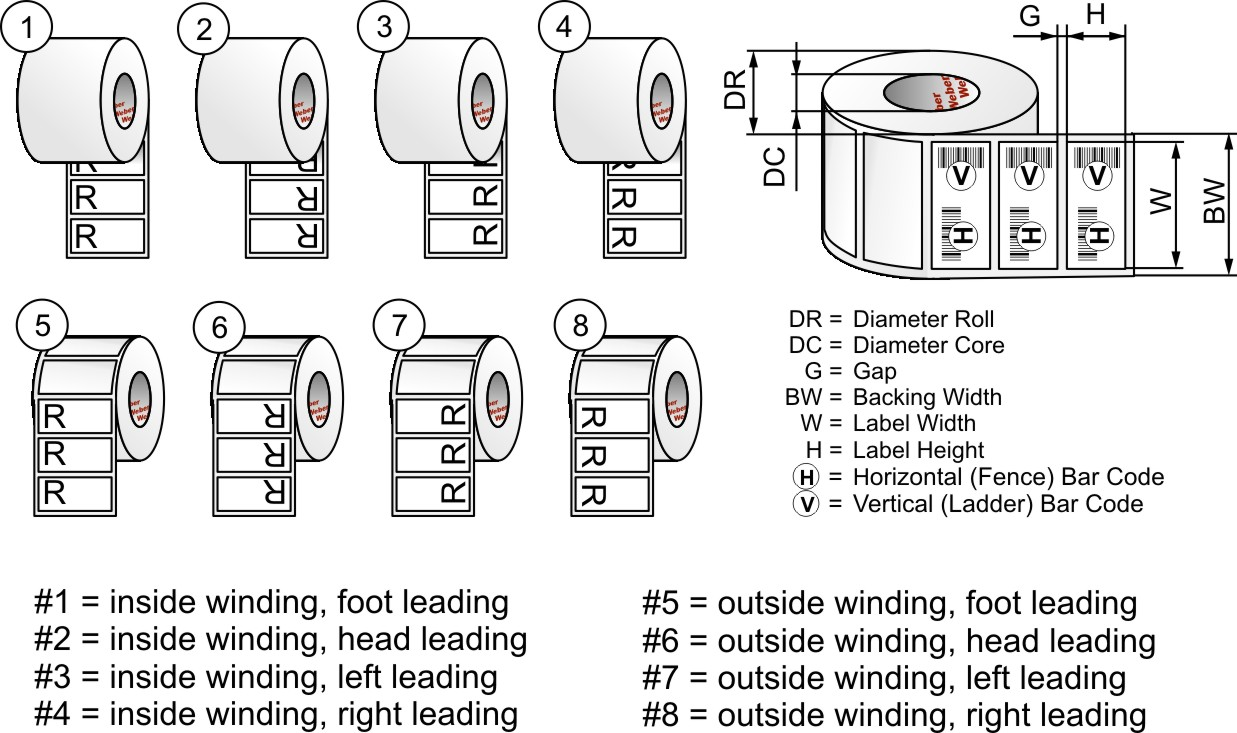 1
2
3
4
R
R
R
R
R
R
R
R
5
6
7
8
R
R
R
R
R
R
R
R
R
R
R
R
DR
DC
G
H
V
V
V
H
H
H
W
BW
DR = Diameter Roll
DC = Diameter Core
G = Gap
BW = Backing Width
W = Label Width
H = Label Height
H = Horizontal (Fence) Bar Code
V = Vertical (Ladder) Bar Code
#1 = inside winding, foot leading
#2 = inside winding, head leading
#3 = inside winding, left leading
#4 = inside winding, right leading
#5 = outside winding, foot leading
#6 = outside winding, head leading
#7 = outside winding, left leading
#8 = outside winding, right leading